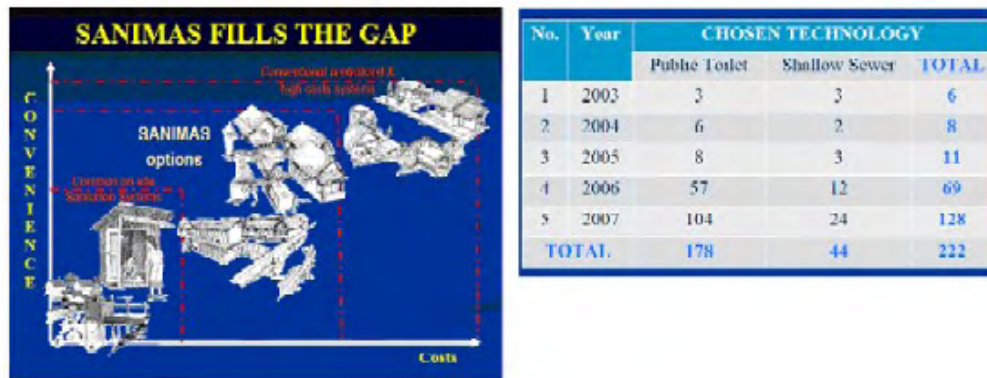 SANIMAS FILLS THE GAP
Conventional centralized &
high costs systems
SANIMAS
options
Common on-site
Sanitation Systems
CONVENIENCE
Costs
No. Year CHOSEN TECHNOLOGY
Public Toilet Shallow Sewer TOTAL
1 2003 3 3 6
2 2004 6 2 8
3 2005 8 3 11
4 2006 57 12 69
5 2007 104 24 128
TOTAL 178 44 222